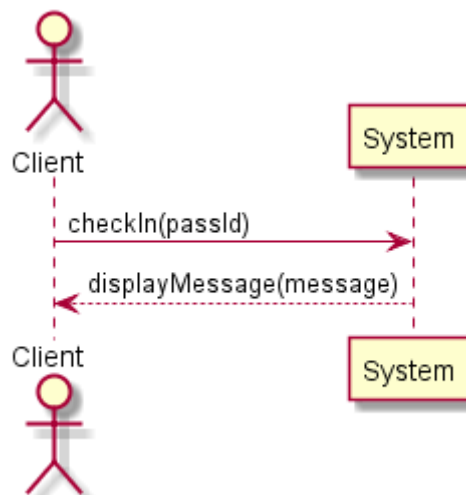 Client
System
checkIn(passId)
displayMessage(message)
Client
System